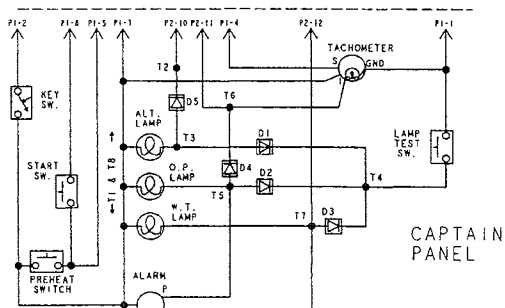 P1-2 P1-8 P1-5 P1-7 P2-10 P2-11 P1-4 P2-12 P1-1
TACHOMETER
S GND
I
T2
KEY
SW.
D5
T6
ALT.
LAMP
T3
D1
LAMP
TEST
SW.
START
SW.
←T1 & T8→
O.P.
LAMP
D4
T5
D2
T4
W.T.
LAMP
T7
D3
PREHEAT
SWITCH
ALARM
P
CAPTAIN
PANEL